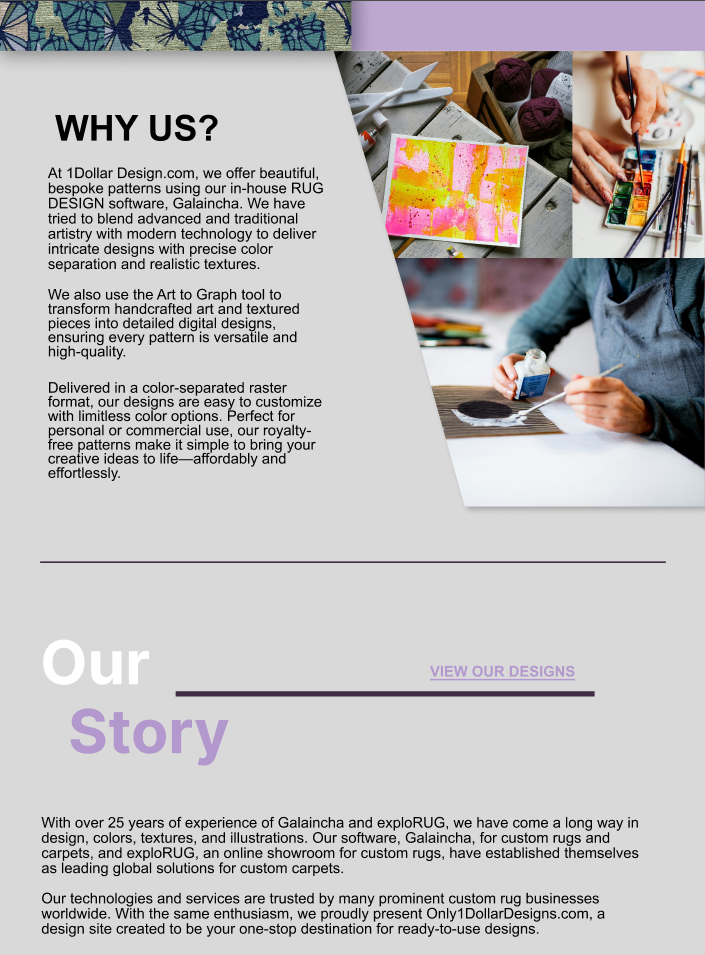 WHY US?
At 1Dollar Design.com, we offer beautiful,
bespoke patterns using our in-house RUG
DESIGN software, Galaincha. We have
tried to blend advanced and traditional
artistry with modern technology to deliver
intricate designs with precise color
separation and realistic textures.
We also use the Art to Graph tool to
transform handcrafted art and textured
pieces into detailed digital designs,
ensuring every pattern is versatile and
high-quality.
Delivered in a color-separated raster
format, our designs are easy to customize
with limitless color options. Perfect for
personal or commercial use, our royalty-
free patterns make it simple to bring your
creative ideas to life—affordably and
effortlessly.
Our
VIEW OUR DESIGNS
Story
With over 25 years of experience of Galaincha and exploRUG, we have come a long way in
design, colors, textures, and illustrations. Our software, Galaincha, for custom rugs and
carpets, and exploRUG, an online showroom for custom rugs, have established themselves
as leading global solutions for custom carpets.
Our technologies and services are trusted by many prominent custom rug businesses
worldwide. With the same enthusiasm, we proudly present Only1DollarDesigns.com, a
design site created to be your one-stop destination for ready-to-use designs.